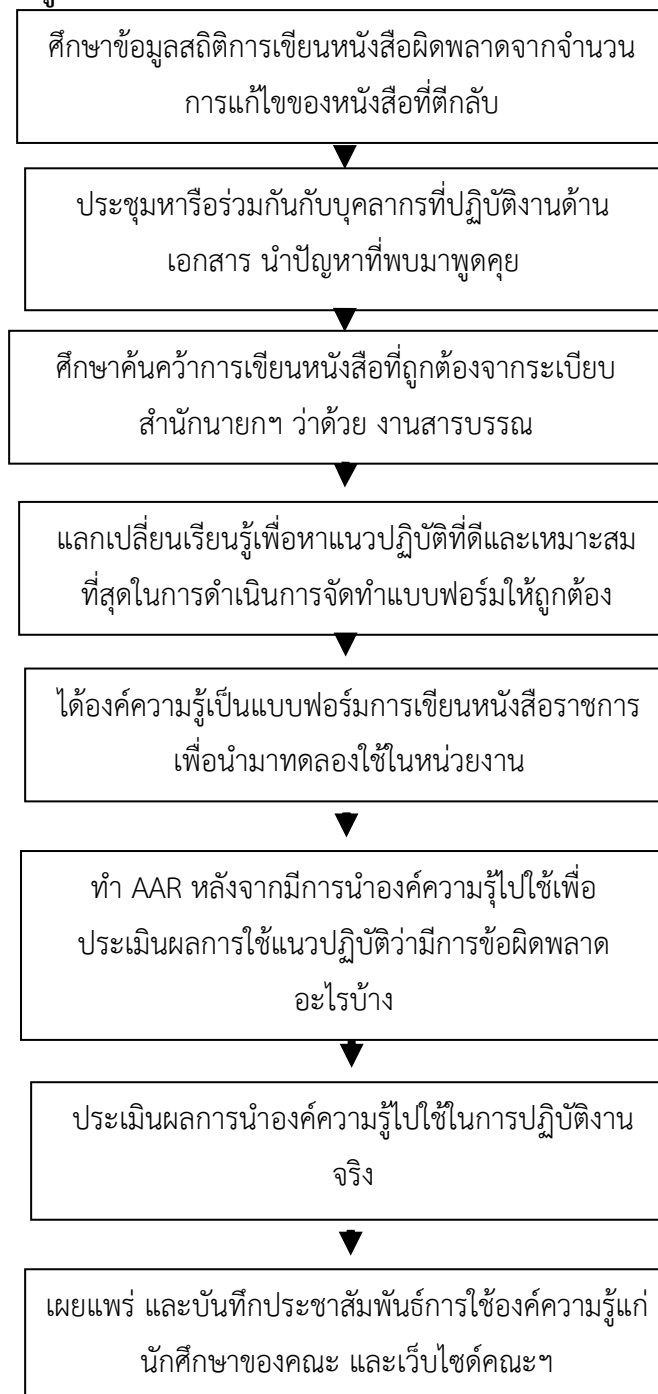 ศึกษาข้อมูลสถิติการเขียนหนังสือผิดพลาดจากจำนวน
การแก้ไขของหนังสือที่ตีกลับ
ประชุมหารือร่วมกันกับบุคลากรที่ปฏิบัติงานด้าน
เอกสาร นำปัญหาที่พบมาพูดคุย
ศึกษาค้นคว้าการเขียนหนังสือที่ถูกต้องจากระเบียบ
สำนักนายกฯ ว่าด้วย งานสารบรรณ
แลกเปลี่ยนเรียนรู้เพื่อหาแนวปฏิบัติที่ดีและเหมาะสม
ที่สุดในการดำเนินการจัดทำแบบฟอร์มให้ถูกต้อง
ได้องค์ความรู้เป็นแบบฟอร์มการเขียนหนังสือราชการ
เพื่อนำมาทดลองใช้ในหน่วยงาน
ทำ AAR หลังจากมีการนำองค์ความรุ้ไปใช้เพื่อ
ประเมินผลการใช้แนวปฏิบัติว่ามีการข้อผิดพลาด
อะไรบ้าง
ประเมินผลการนำองค์ความรู้ไปใช้ในการปฏิบัติงาน
จริง
เผยแพร่ และบันทึกประชาสัมพันธ์การใช้องค์ความรู้แก่
นักศึกษาของคณะ และเว็บไซด์คณะฯ